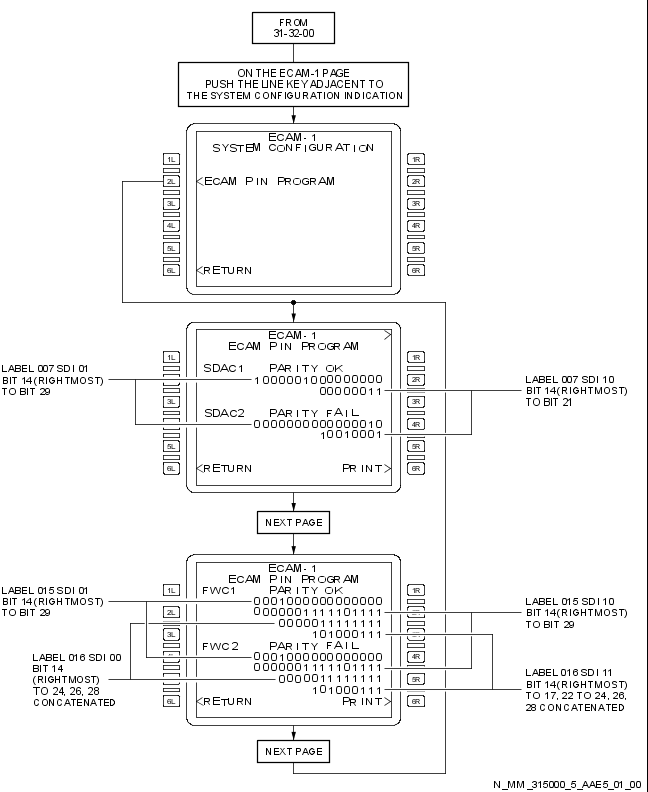 FROM
31-32-00
ON THE ECAM-1 PAGE
PUSH THE LINE KEY ADJACENT TO
THE SYSTEM CONFIGURATION INDICATION
ECAM-1
SYSTEM CONFIGURATION
1L
1R
2L
<ECAM PIN PROGRAM
2R
3L
3R
4L
4R
5L
5R
6L
<RETURN
6R
ECAM-1
>
ECAM PIN PROGRAM
1L
1R
SDAC1 PARITY OK
LABEL 007 SDI 01
BIT 14 (RIGHTMOST)
TO BIT 29
1000001000000000
2R
00000011
LABEL 007 SDI 10
BIT 14 (RIGHTMOST)
TO BIT 21
3L
3R
SDAC2 PARITY FAIL
0000000000000010
4R
10010001
5L
5R
6L
<RETURN
PRINT>
6R
NEXT PAGE
ECAM-1
ECAM PIN PROGRAM
1L
FWC1 PARITY OK
1R
LABEL 015 SDI 01
BIT 14 (RIGHTMOST)
TO BIT 29
0001000000000000
2L
0000001111101111
LABEL 015 SDI 10
BIT 14 (RIGHTMOST)
TO BIT 29
0000011111111
3L
101000111
FWC2 PARITY FAIL
LABEL 016 SDI 00
BIT 14
(RIGHTMOST)
TO 24, 26, 28
CONCATENATED
0001000000000000
4R
0000001111101111
0000011111111
5R
101000111
LABEL 016 SDI 11
BIT 14 (RIGHTMOST)
TO 17, 22 TO 24, 26,
28 CONCATENATED
6L
<RETURN
PRINT>
6R
NEXT PAGE
N_MM_315000_5_AAE5_01_00